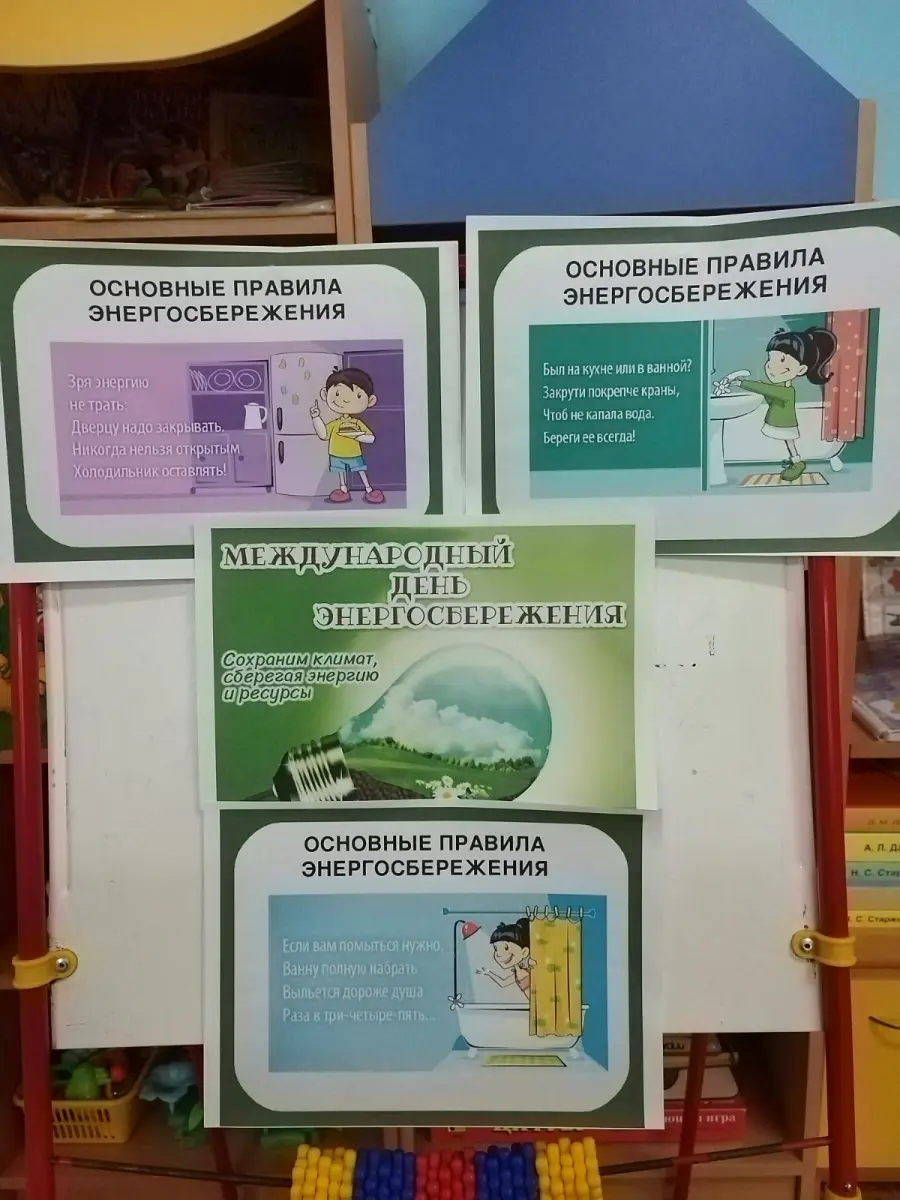 ОСНОВНЫЕ ПРАВИЛА
ЭНЕРГОСБЕРЕЖЕНИЯ
Зря энергию
не трать:
Дверцу надо закрывать.
Никогда нельзя открытым
Холодильник оставлять!
ОСНОВНЫЕ ПРАВИЛА
ЭНЕРГОСБЕРЕЖЕНИЯ
Был на кухне или в ванной?
Закрути покрепче краны,
Чтоб не капала вода.
Береги ее всегда!
МЕЖДУНАРОДНЫЙ
ДЕНЬ
ЭНЕРГОСБЕРЕЖЕНИЯ
Сохраним климат,
сберегая энергию
и ресурсы
ОСНОВНЫЕ ПРАВИЛА
ЭНЕРГОСБЕРЕЖЕНИЯ
Если вам помыться нужно,
Ванну полную набрать
Выльется дороже душа
Раза в три-четыре-пять...
А. Л. Д
Н. С. Стар
С. Старж
игра